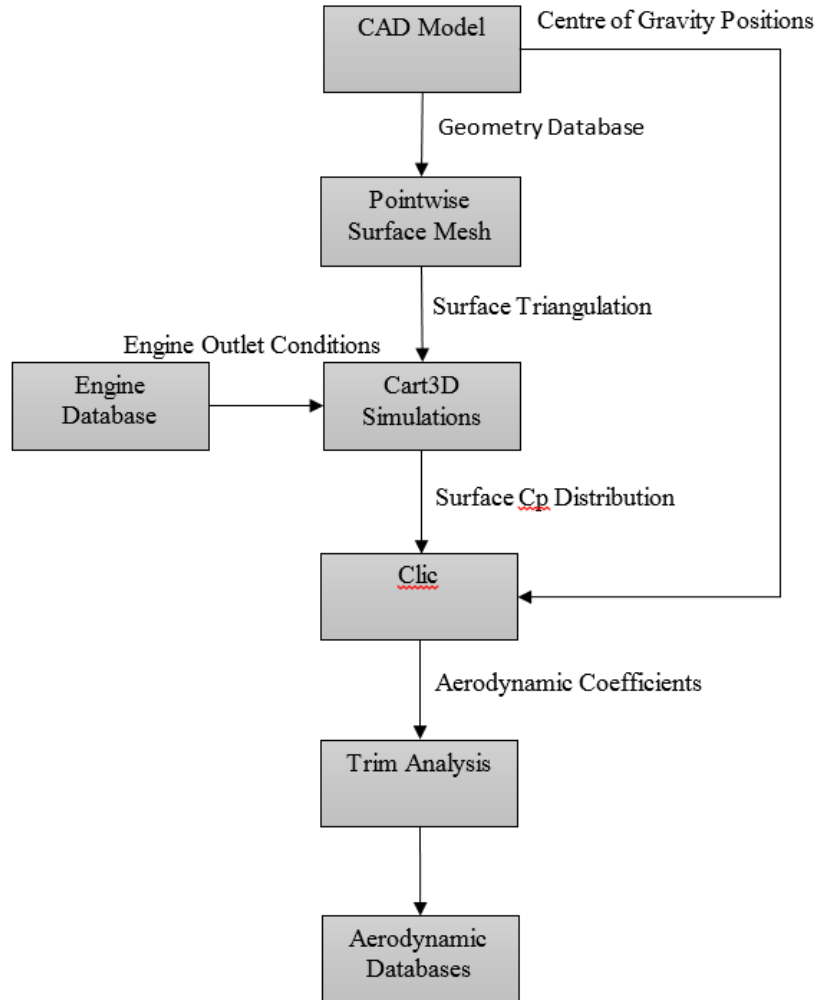 CAD Model
Centre of Gravity Positions
Geometry Database
Pointwise
Surface Mesh
Surface Triangulation
Engine Outlet Conditions
Engine
Database
Cart3D
Simulations
Surface Cp Distribution
Clic
Aerodynamic Coefficients
Trim Analysis
Aerodynamic
Databases